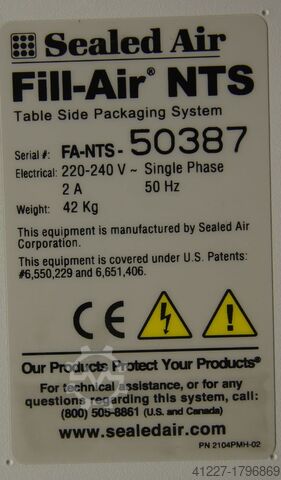 Sealed Air
Fill-Air® NTS
Table Side Packaging System
Serial #: FA-NTS - 50387
Electrical: 220-240 V ~ Single Phase
2 A 50 Hz
Weight: 42 Kg
This equipment is manufactured by Sealed Air
Corporation.
This equipment is covered under U.S. Patents:
#6,550,229 and 6,651,406.
CE
Our Products Protect Your Products®
For technical assistance, or for any
questions regarding this system, call:
(800) 505-8861 (U.S. and Canada)
www.sealedair.com
PN 2104PMH-02
41227-1796869